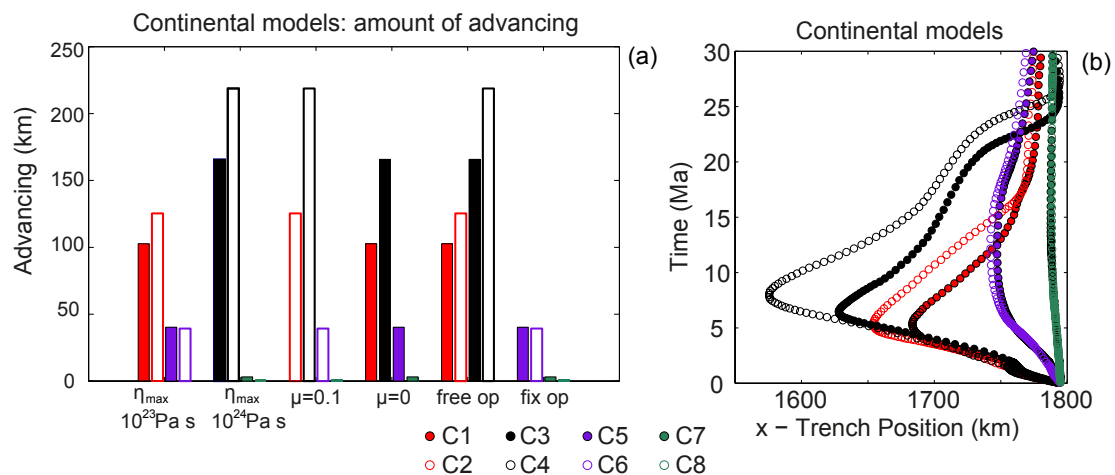 Continental models: amount of advancing
(a)
Advancing (km)
250
200
150
100
50
0
ηmax
10²³Pa s
ηmax
10²⁴Pa s
μ=0.1
μ=0
free op
fix op
C1
C3
C5
C7
C2
C4
C6
C8
Continental models
(b)
Time (Ma)
30
25
20
15
10
5
0
1600
1700
1800
x − Trench Position (km)